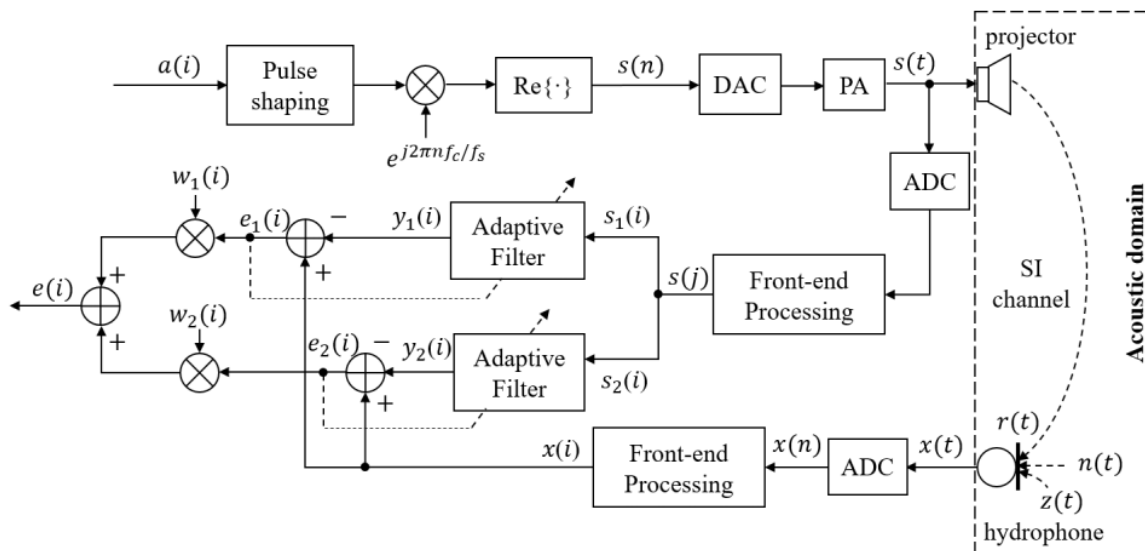 projector
a(i)
Pulse
shaping
Re{·}
s(n)
DAC
PA
s(t)
e^{j2πnf_c/f_s}
ADC
w_1(i)
e_1(i)
−
y_1(i)
Adaptive
Filter
s_1(i)
+
s(j)
Front-end
Processing
SI
channel
Acoustic domain
e(i)
+
+
w_2(i)
e_2(i)
−
y_2(i)
Adaptive
Filter
s_2(i)
+
x(i)
Front-end
Processing
x(n)
ADC
x(t)
r(t)
n(t)
z(t)
hydrophone